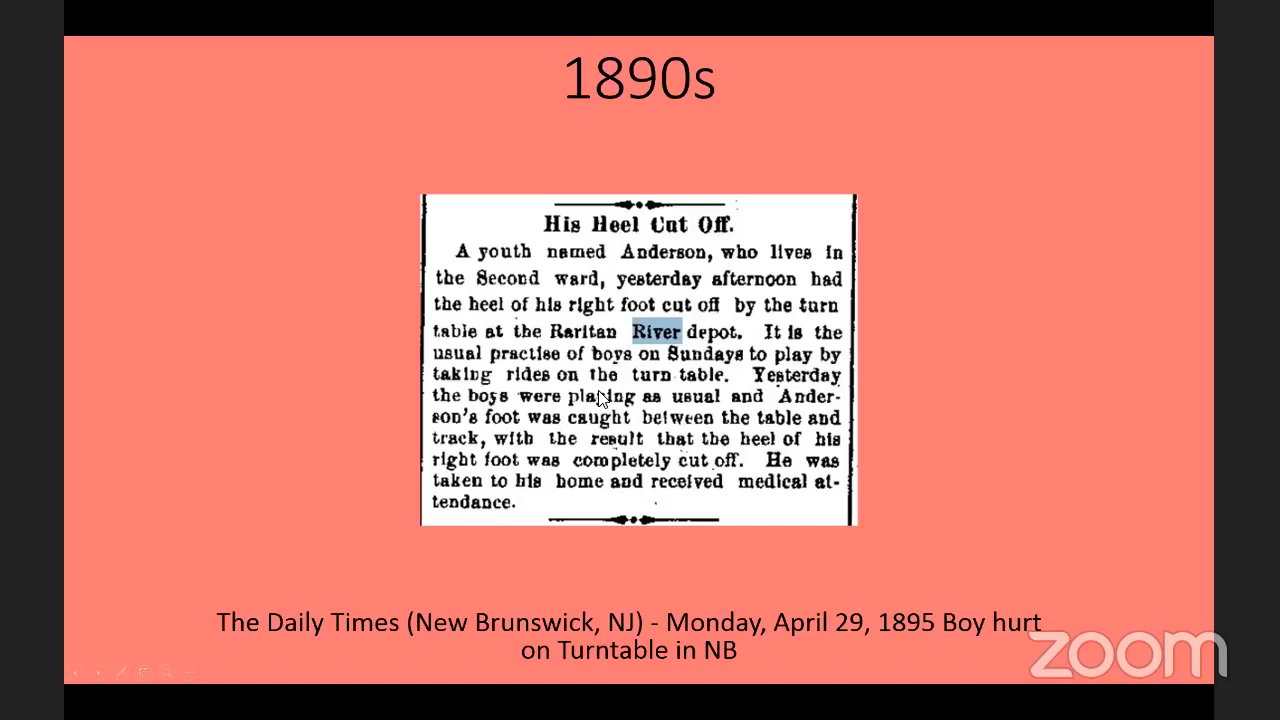 1890s
His Heel Cut Off.
A youth named Anderson, who lives in
the Second ward, yesterday afternoon had
the heel of his right foot cut off by the turn
table at the Raritan River depot. It is the
usual practise of boys on Sundays to play by
taking rides on the turn table. Yesterday
the boys were playing as usual and Ander-
son's foot was caught between the table and
track, with the result that the heel of his
right foot was completely cut off. He was
taken to his home and received medical at-
tendance.
The Daily Times (New Brunswick, NJ) - Monday, April 29, 1895 Boy hurt
on Turntable in NB
zoom